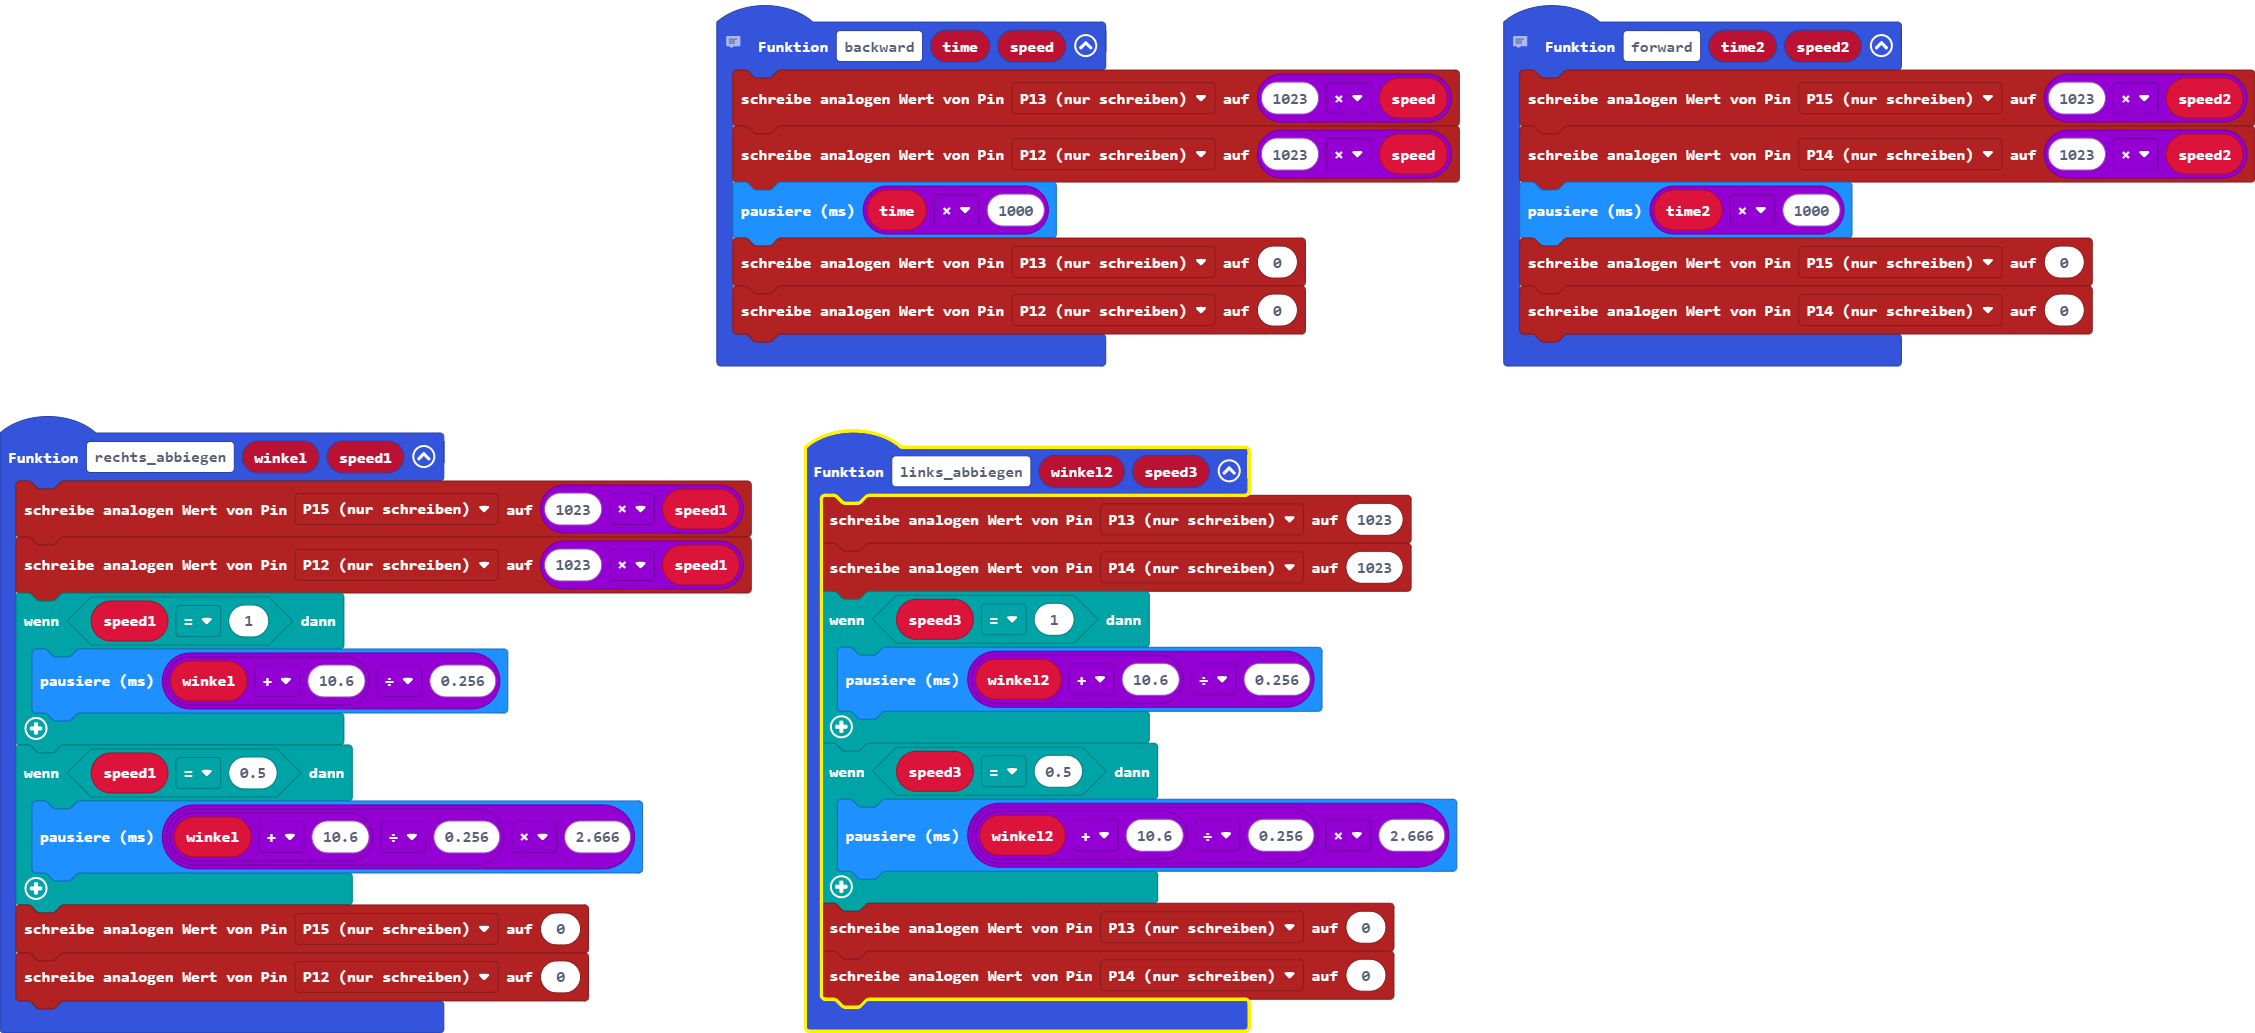 Funktion backward time speed
schreibe analogen Wert von Pin P13 (nur schreiben) auf 1023 × speed
schreibe analogen Wert von Pin P12 (nur schreiben) auf 1023 × speed
pausiere (ms) time × 1000
schreibe analogen Wert von Pin P13 (nur schreiben) auf 0
schreibe analogen Wert von Pin P12 (nur schreiben) auf 0
Funktion forward time2 speed2
schreibe analogen Wert von Pin P15 (nur schreiben) auf 1023 × speed2
schreibe analogen Wert von Pin P14 (nur schreiben) auf 1023 × speed2
pausiere (ms) time2 × 1000
schreibe analogen Wert von Pin P15 (nur schreiben) auf 0
schreibe analogen Wert von Pin P14 (nur schreiben) auf 0
Funktion rechts_abbiegen winkel speed1
schreibe analogen Wert von Pin P15 (nur schreiben) auf 1023 × speed1
schreibe analogen Wert von Pin P12 (nur schreiben) auf 1023 × speed1
wenn speed1 = 1 dann
pausiere (ms) winkel + 10.6 ÷ 0.256
wenn speed1 = 0.5 dann
pausiere (ms) winkel + 10.6 ÷ 0.256 × 2.666
schreibe analogen Wert von Pin P15 (nur schreiben) auf 0
schreibe analogen Wert von Pin P12 (nur schreiben) auf 0
Funktion links_abbiegen winkel2 speed3
schreibe analogen Wert von Pin P13 (nur schreiben) auf 1023
schreibe analogen Wert von Pin P14 (nur schreiben) auf 1023
wenn speed3 = 1 dann
pausiere (ms) winkel2 + 10.6 ÷ 0.256
wenn speed3 = 0.5 dann
pausiere (ms) winkel2 + 10.6 ÷ 0.256 × 2.666
schreibe analogen Wert von Pin P13 (nur schreiben) auf 0
schreibe analogen Wert von Pin P14 (nur schreiben) auf 0